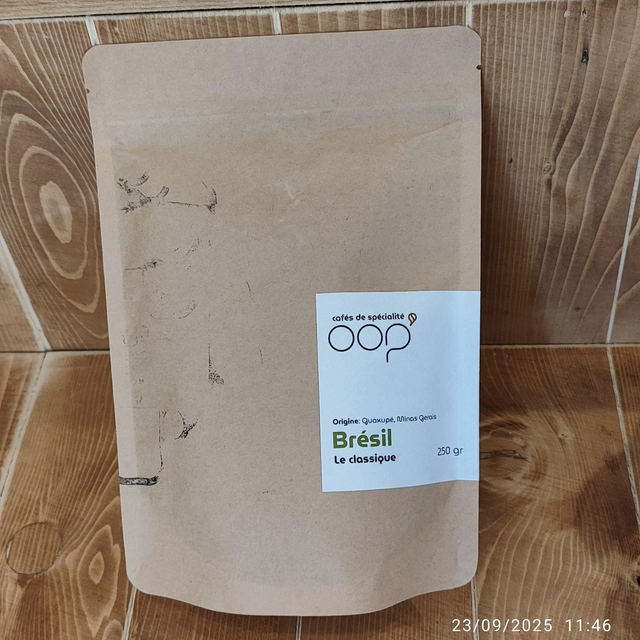 cafés de spécialité
OOP'
Origine: Guaxupé, Minas Gerais
Brésil
Le classique
250 gr
23/09/2025 11:46